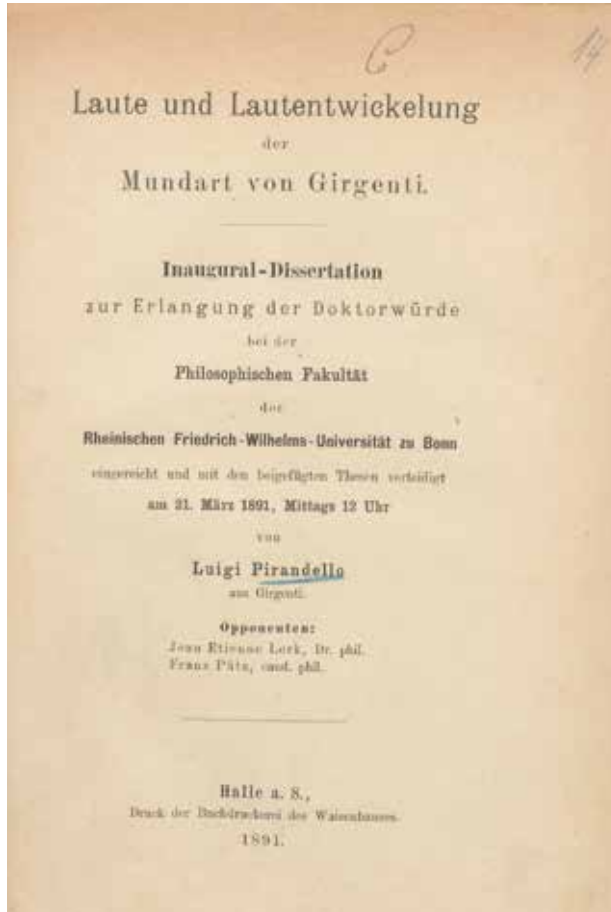 14
Laute und Lautentwickelung
der
Mundart von Girgenti.
Inaugural-Dissertation
zur Erlangung der Doktorwürde
bei der
Philosophischen Fakultät
der
Rheinischen Friedrich-Wilhelms-Universität zu Bonn
eingereicht und mit den beigefügten Thesen verteidigt
am 21. März 1891, Mittags 12 Uhr
von
Luigi Pirandello
aus Girgenti.
Opponenten:
Jean Etienne Lork, Dr. phil.
Franz Pütz, cand. phil.
Halle a. S.,
Druck der Buchdruckerei des Waisenhauses.
1891.